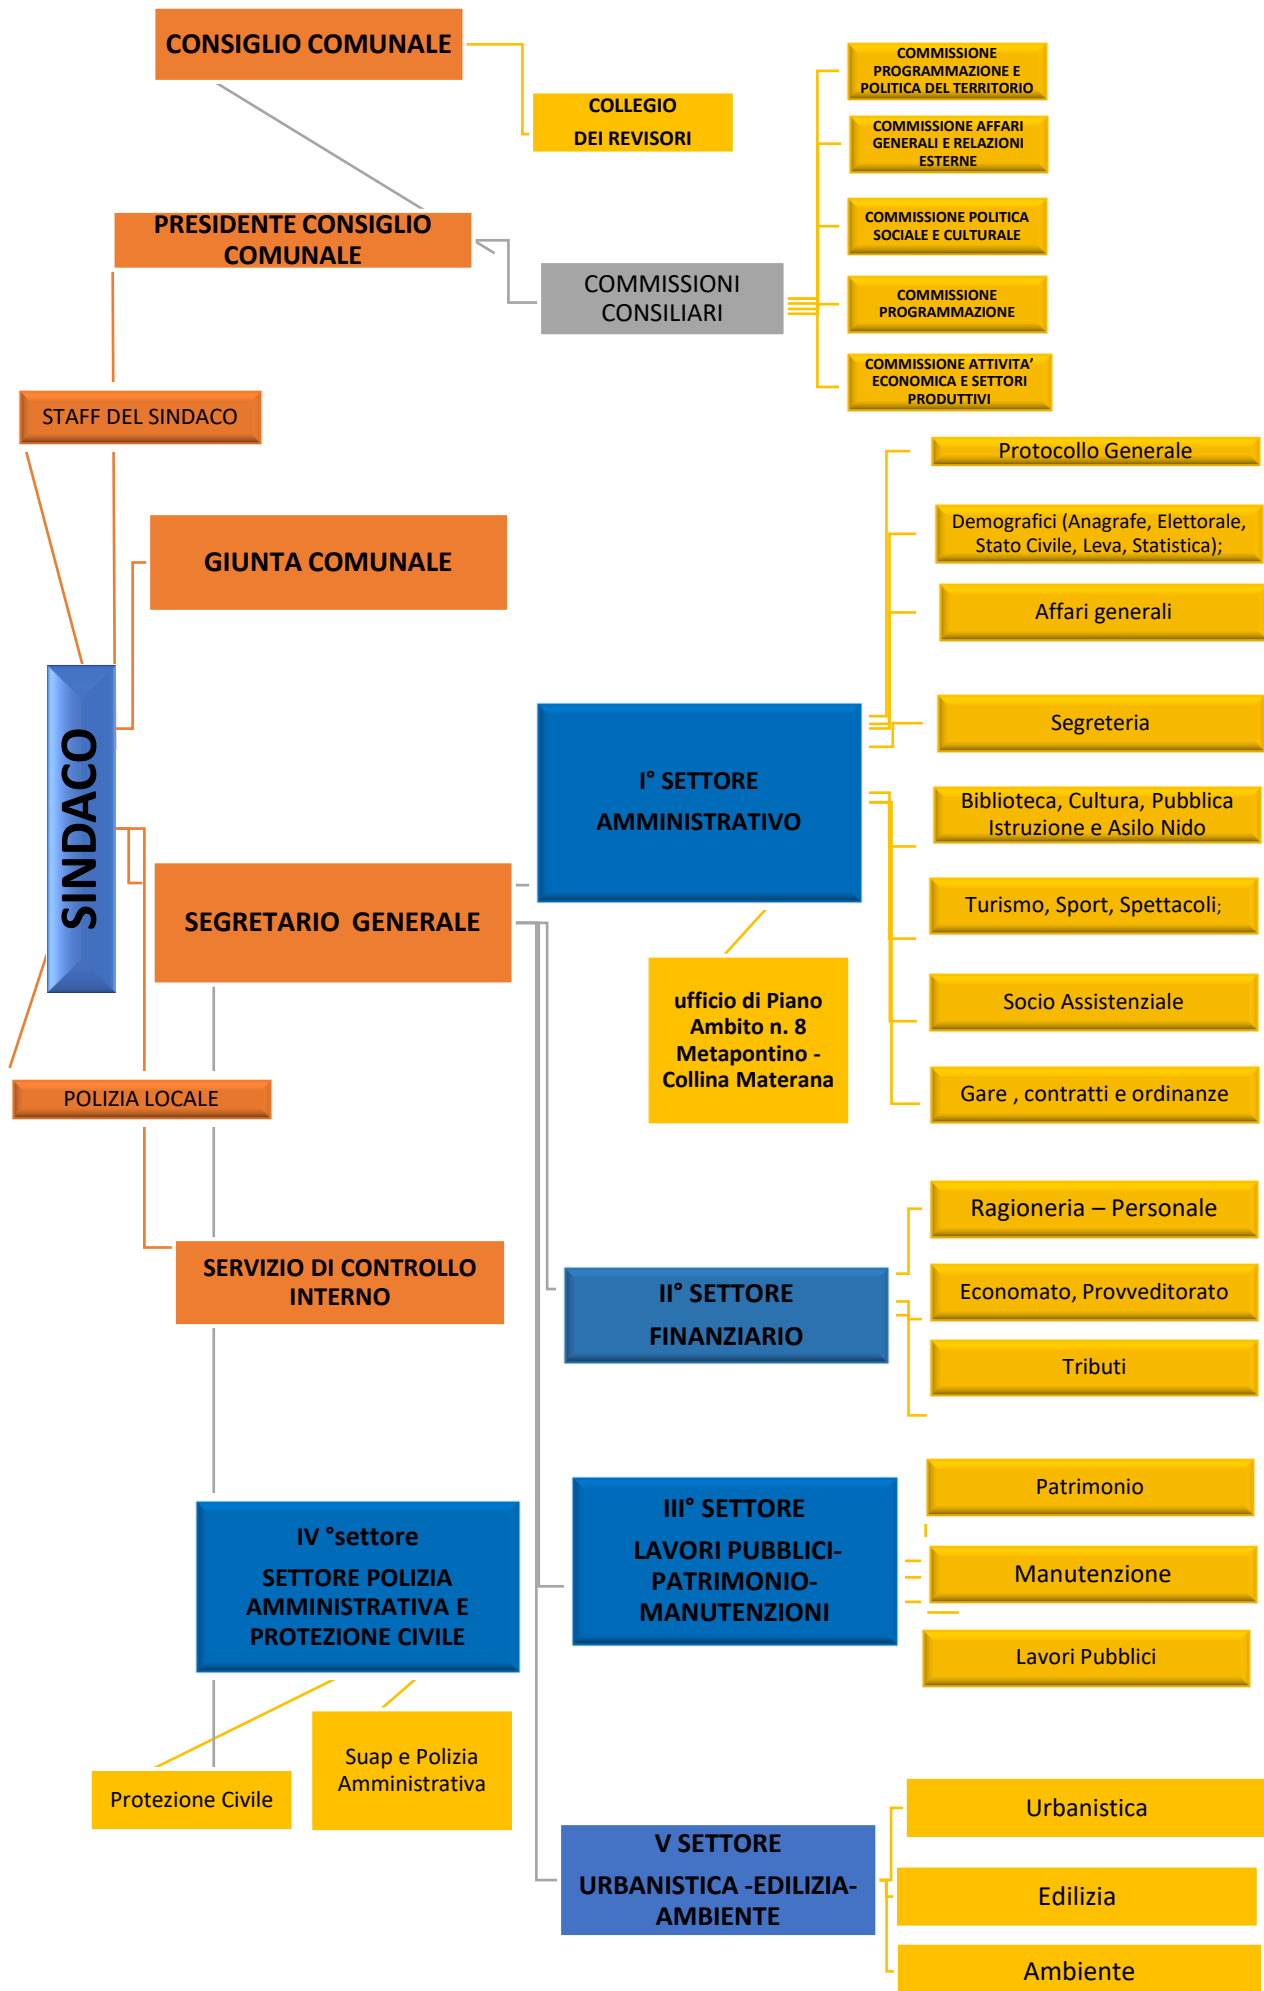 CONSIGLIO COMUNALE
COLLEGIO
DEI REVISORI
COMMISSIONE
PROGRAMMAZIONE E
POLITICA DEL TERRITORIO
COMMISSIONE AFFARI
GENERALI E RELAZIONI
ESTERNE
PRESIDENTE CONSIGLIO
COMUNALE
COMMISSIONI
CONSILIARI
COMMISSIONE POLITICA
SOCIALE E CULTURALE
COMMISSIONE
PROGRAMMAZIONE
COMMISSIONE ATTIVITA’
ECONOMICA E SETTORI
PRODUTTIVI
STAFF DEL SINDACO
GIUNTA COMUNALE
SINDACO
SEGRETARIO GENERALE
POLIZIA LOCALE
SERVIZIO DI CONTROLLO
INTERNO
I° SETTORE
AMMINISTRATIVO
ufficio di Piano
Ambito n. 8
Metapontino -
Collina Materana
Protocollo Generale
Demografici (Anagrafe, Elettorale,
Stato Civile, Leva, Statistica);
Affari generali
Segreteria
Biblioteca, Cultura, Pubblica
Istruzione e Asilo Nido
Turismo, Sport, Spettacoli;
Socio Assistenziale
Gare , contratti e ordinanze
II° SETTORE
FINANZIARIO
Ragioneria – Personale
Economato, Provveditorato
Tributi
III° SETTORE
LAVORI PUBBLICI-
PATRIMONIO-
MANUTENZIONI
Patrimonio
Manutenzione
Lavori Pubblici
IV °settore
SETTORE POLIZIA
AMMINISTRATIVA E
PROTEZIONE CIVILE
Protezione Civile
Suap e Polizia
Amministrativa
V SETTORE
URBANISTICA -EDILIZIA-
AMBIENTE
Urbanistica
Edilizia
Ambiente